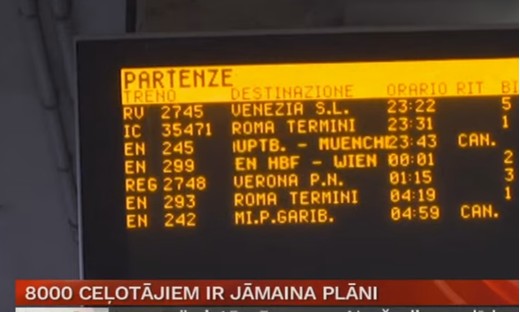 PARTENZE
TRENO DESTINAZIONE ORARIO RIT BI
RV 2745 VENEZIA S.L. 23:22 5
IC 35471 ROMA TERMINI 23:31 1
EN 245 UPTB. - MUENCHE 23:43 CAN.
EN 299 EN HBF - WIEN 00:01 2
REG 2748 VERONA P.N. 01:15 3
EN 293 ROMA TERMINI 04:19 1
EN 242 MI.P.GARIB. 04:59 CAN.
8000 CEĻOTĀJIEM IR JĀMAINA PLĀNI